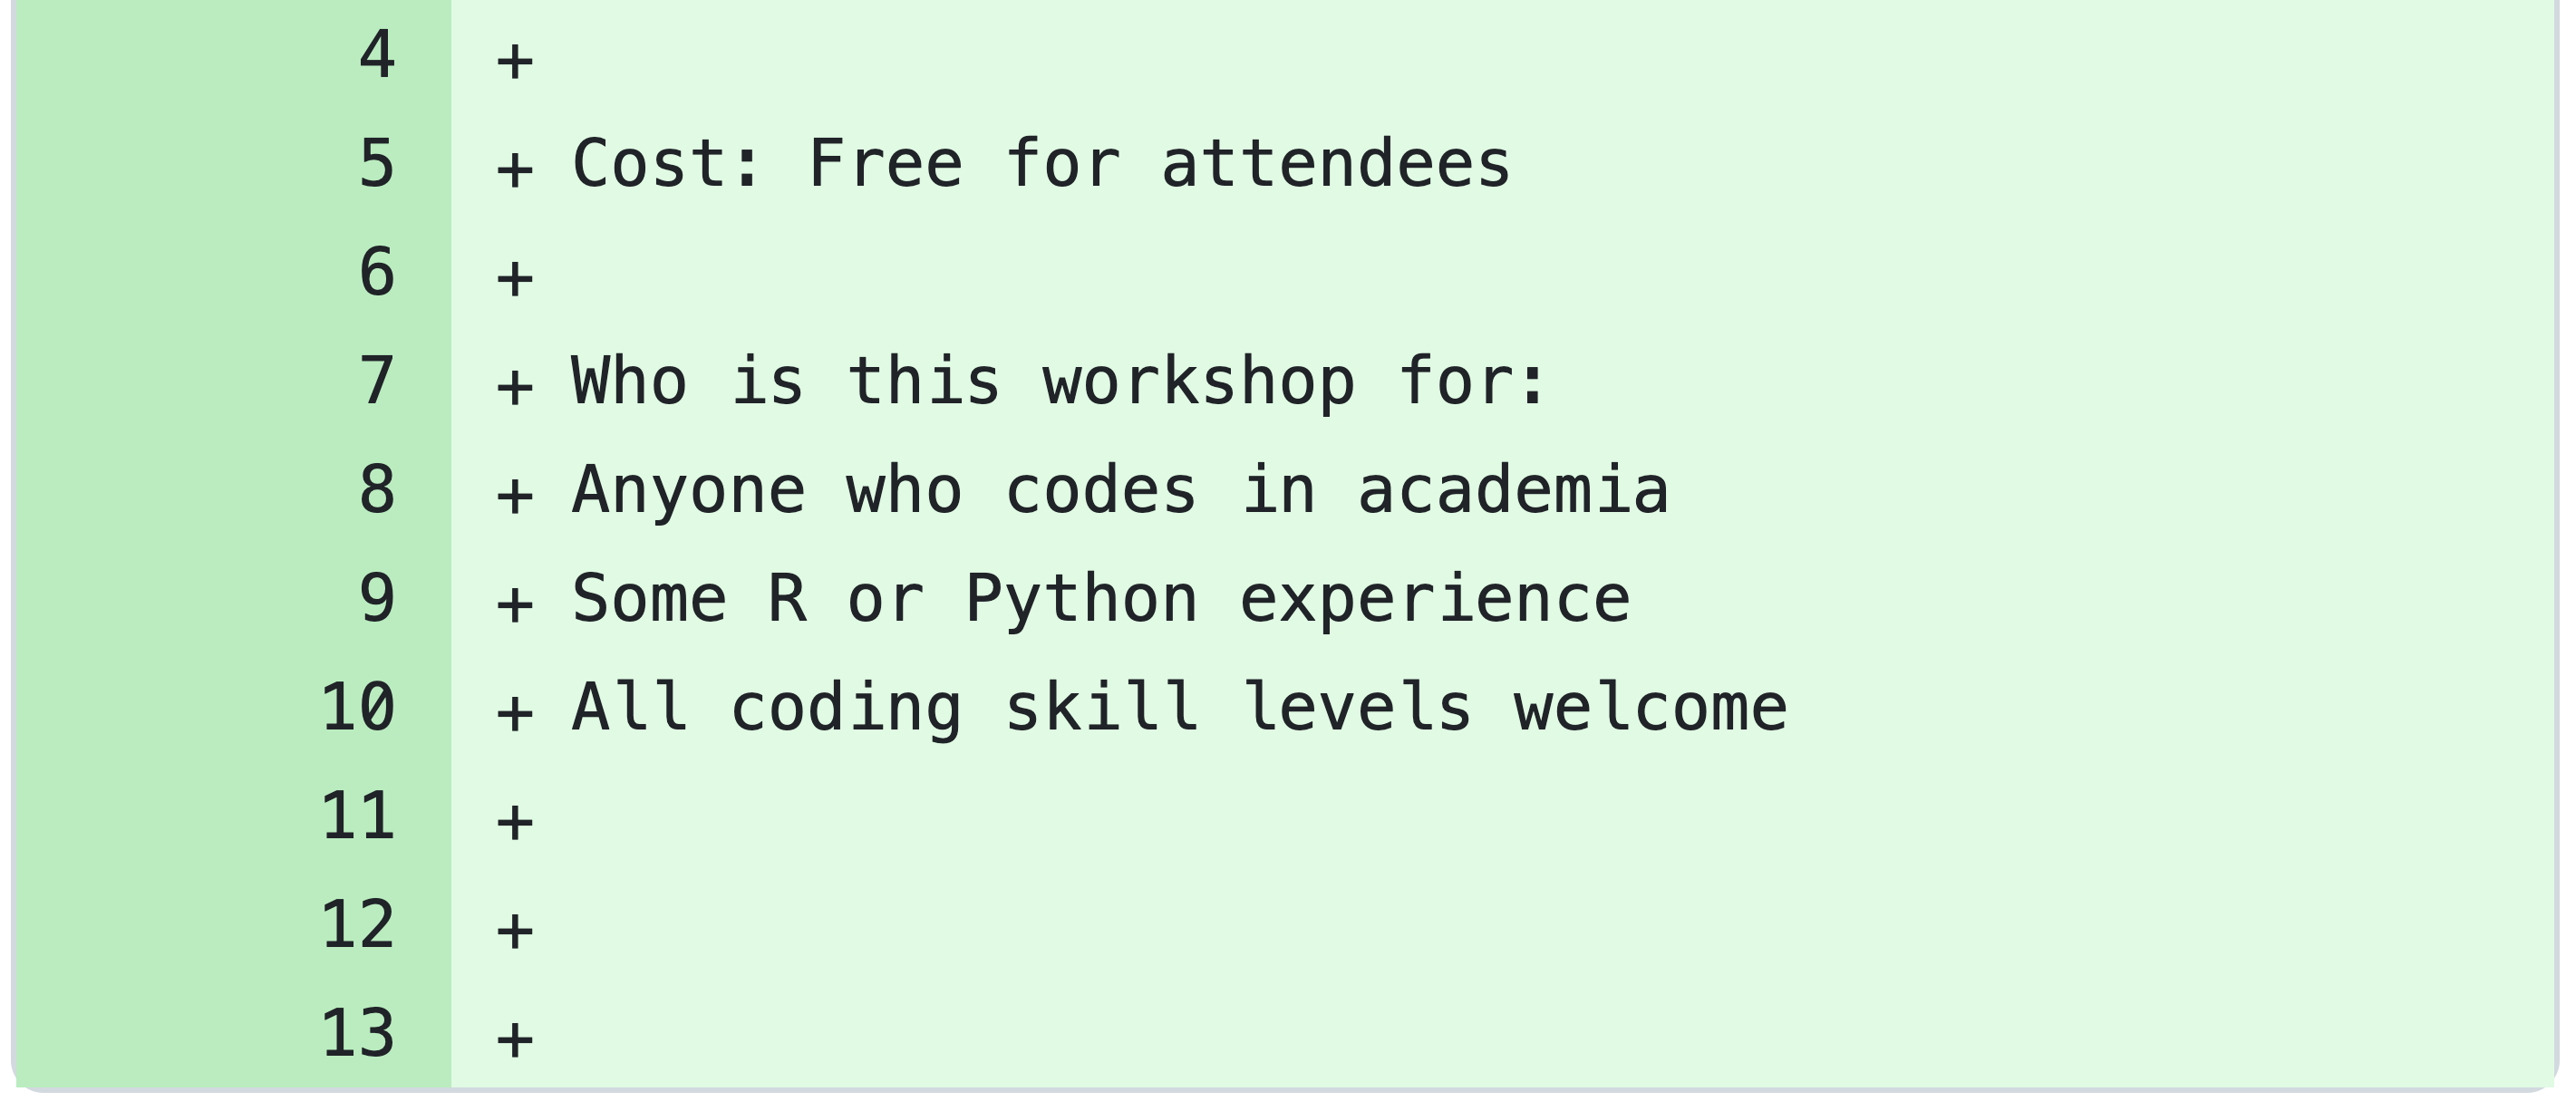 4 +
5 + Cost: Free for attendees
6 +
7 + Who is this workshop for:
8 + Anyone who codes in academia
9 + Some R or Python experience
10 + All coding skill levels welcome
11 +
12 +
13 +